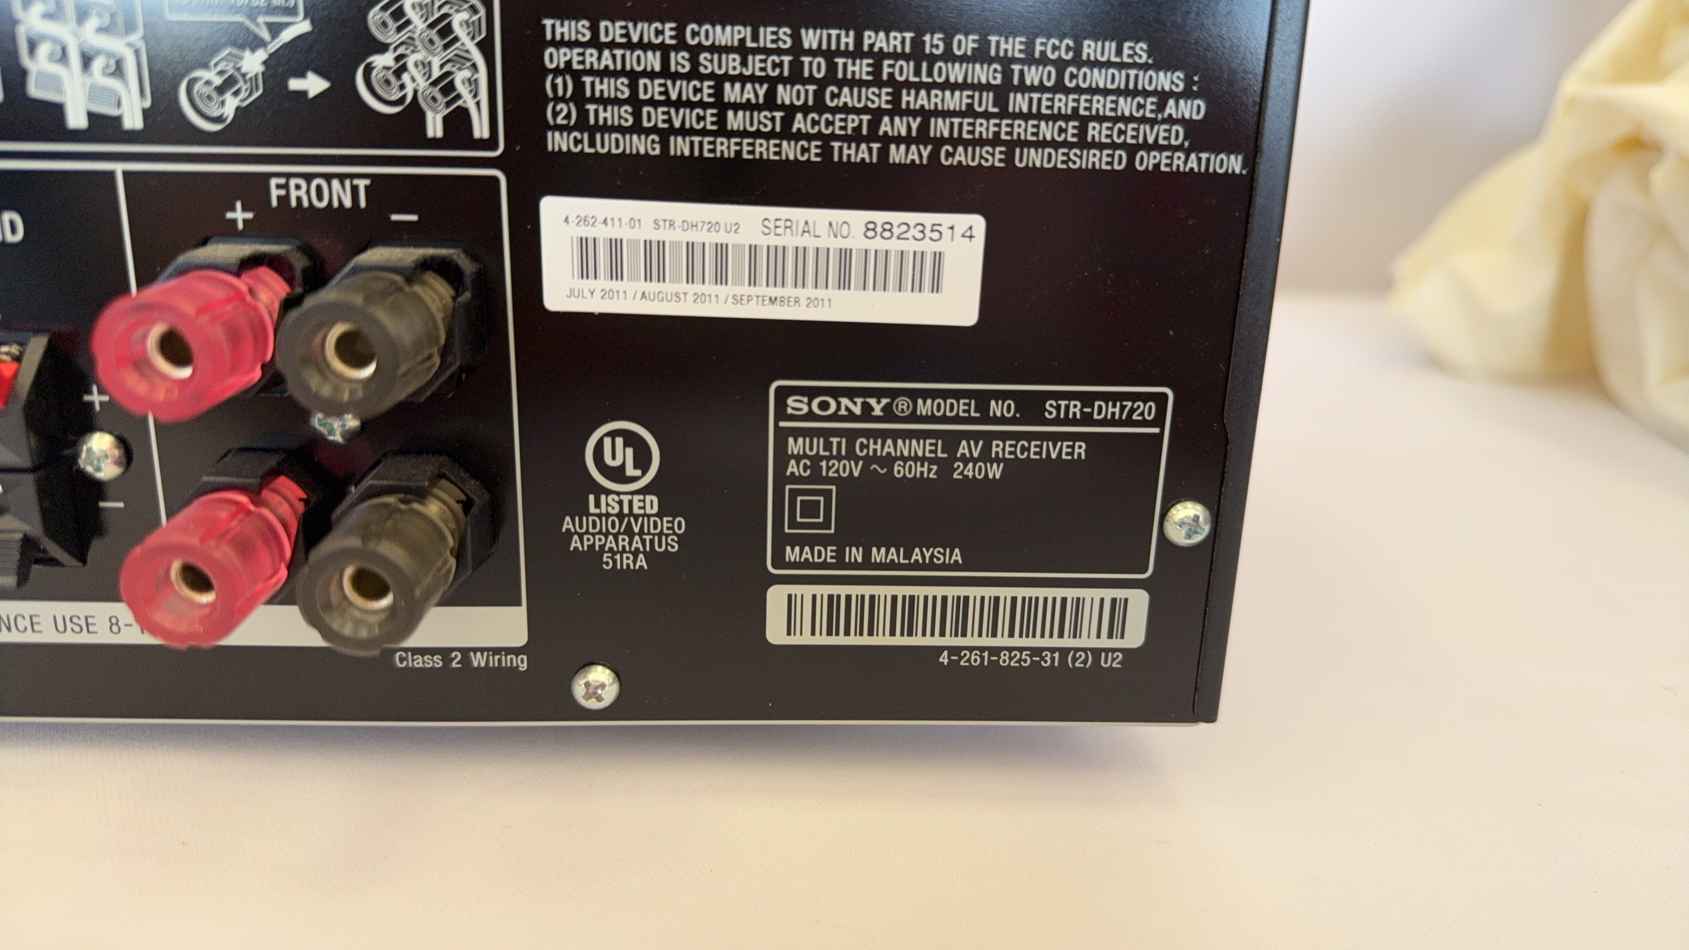 THIS DEVICE COMPLIES WITH PART 15 OF THE FCC RULES.
OPERATION IS SUBJECT TO THE FOLLOWING TWO CONDITIONS :
(1) THIS DEVICE MAY NOT CAUSE HARMFUL INTERFERENCE,AND
(2) THIS DEVICE MUST ACCEPT ANY INTERFERENCE RECEIVED,
INCLUDING INTERFERENCE THAT MAY CAUSE UNDESIRED OPERATION.
FRONT
+ −
4-262-411-01 STR-DH720 U2 SERIAL NO. 8823514
JULY 2011 / AUGUST 2011 / SEPTEMBER 2011
+
−
UL
LISTED
AUDIO/VIDEO
APPARATUS
51RA
SONY® MODEL NO. STR-DH720
MULTI CHANNEL AV RECEIVER
AC 120V ~ 60Hz 240W
MADE IN MALAYSIA
4-261-825-31 (2) U2
USE 8-
Class 2 Wiring